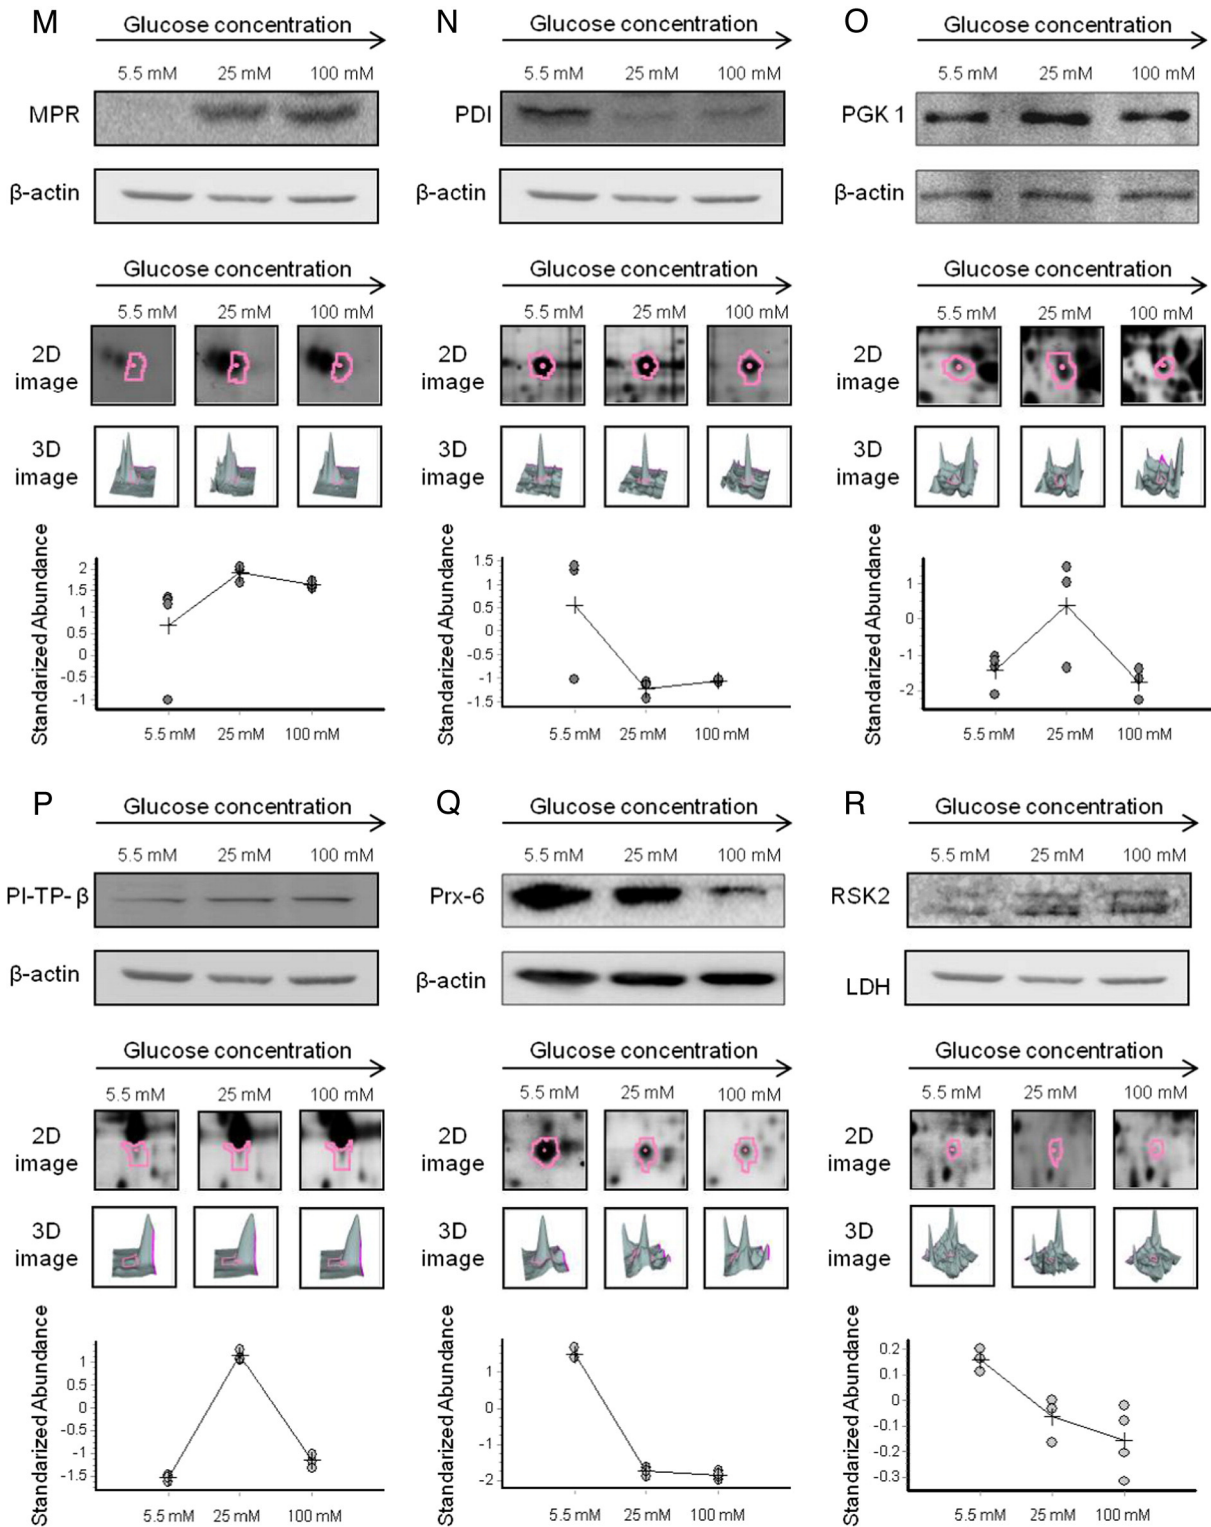 M
Glucose concentration
5.5 mM 25 mM 100 mM
MPR
β-actin
Glucose concentration
5.5 mM 25 mM 100 mM
2D
image
3D
image
Standarized Abundance
2
1.5
1
0.5
0
-0.5
-1
5.5 mM 25 mM 100 mM
N
Glucose concentration
5.5 mM 25 mM 100 mM
PDI
β-actin
Glucose concentration
5.5 mM 25 mM 100 mM
2D
image
3D
image
Standarized Abundance
1.5
1
0.5
0
-0.5
-1
-1.5
5.5 mM 25 mM 100 mM
O
Glucose concentration
5.5 mM 25 mM 100 mM
PGK 1
β-actin
Glucose concentration
5.5 mM 25 mM 100 mM
2D
image
3D
image
Standarized Abundance
1
0
-1
-2
5.5 mM 25 mM 100 mM
P
Glucose concentration
5.5 mM 25 mM 100 mM
PI-TP- β
β-actin
Glucose concentration
5.5 mM 25 mM 100 mM
2D
image
3D
image
Standarized Abundance
1
0.5
0
-0.5
-1
-1.5
5.5 mM 25 mM 100 mM
Q
Glucose concentration
5.5 mM 25 mM 100 mM
Prx-6
β-actin
Glucose concentration
5.5 mM 25 mM 100 mM
2D
image
3D
image
Standarized Abundance
1
0
-1
-2
5.5 mM 25 mM 100 mM
R
Glucose concentration
5.5 mM 25 mM 100 mM
RSK2
LDH
Glucose concentration
5.5 mM 25 mM 100 mM
2D
image
3D
image
Standarized Abundance
0.2
0.1
0
-0.1
-0.2
-0.3
5.5 mM 25 mM 100 mM